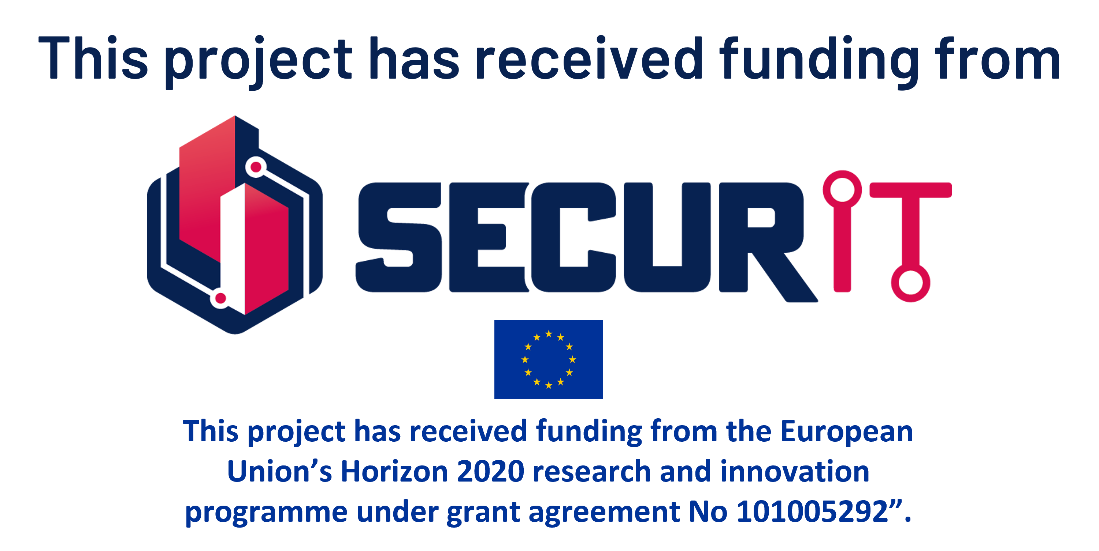 This project has received funding from
SECURIT
This project has received funding from the European
Union’s Horizon 2020 research and innovation
programme under grant agreement No 101005292”.